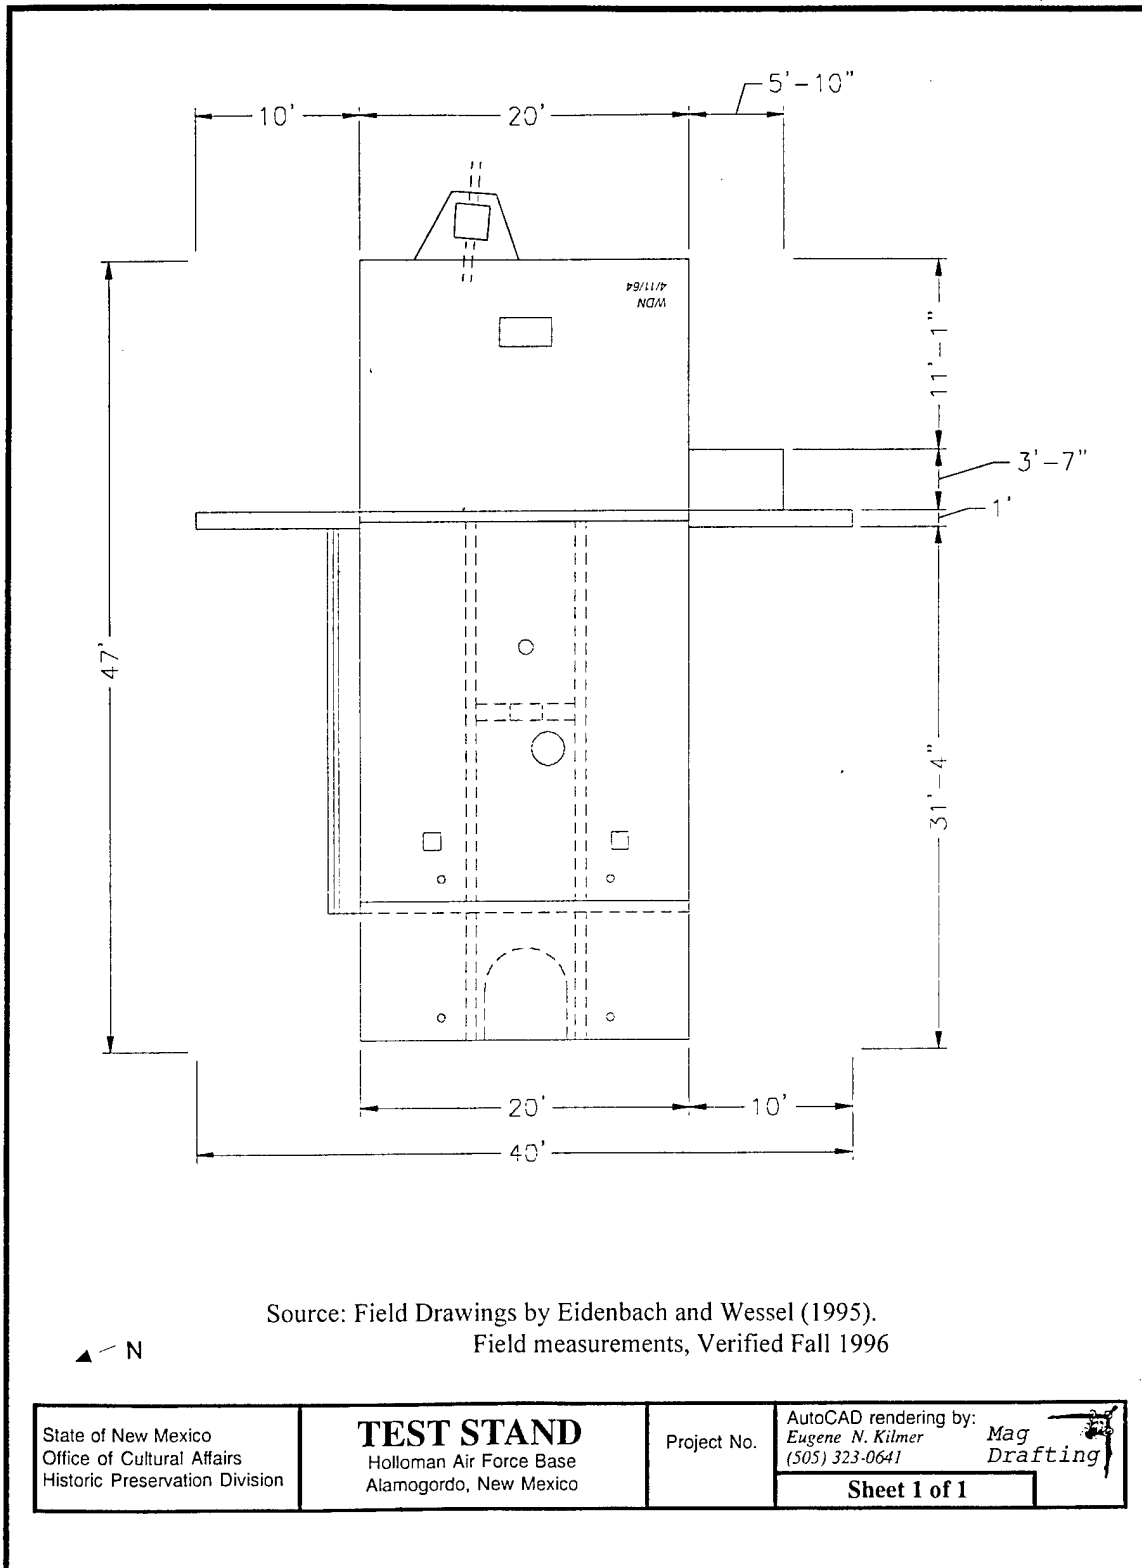 5'-10"
10'
20'
4/11/64
WDN
11'-1"
3'-7"
1'
47'
31'-4"
20'
10'
40'
Source: Field Drawings by Eidenbach and Wessel (1995).
Field measurements, Verified Fall 1996
N
State of New Mexico
Office of Cultural Affairs
Historic Preservation Division
TEST STAND
Holloman Air Force Base
Alamogordo, New Mexico
Project No.
AutoCAD rendering by:
Eugene N. Kilmer
(505) 323-0641
Mag
Drafting
Sheet 1 of 1